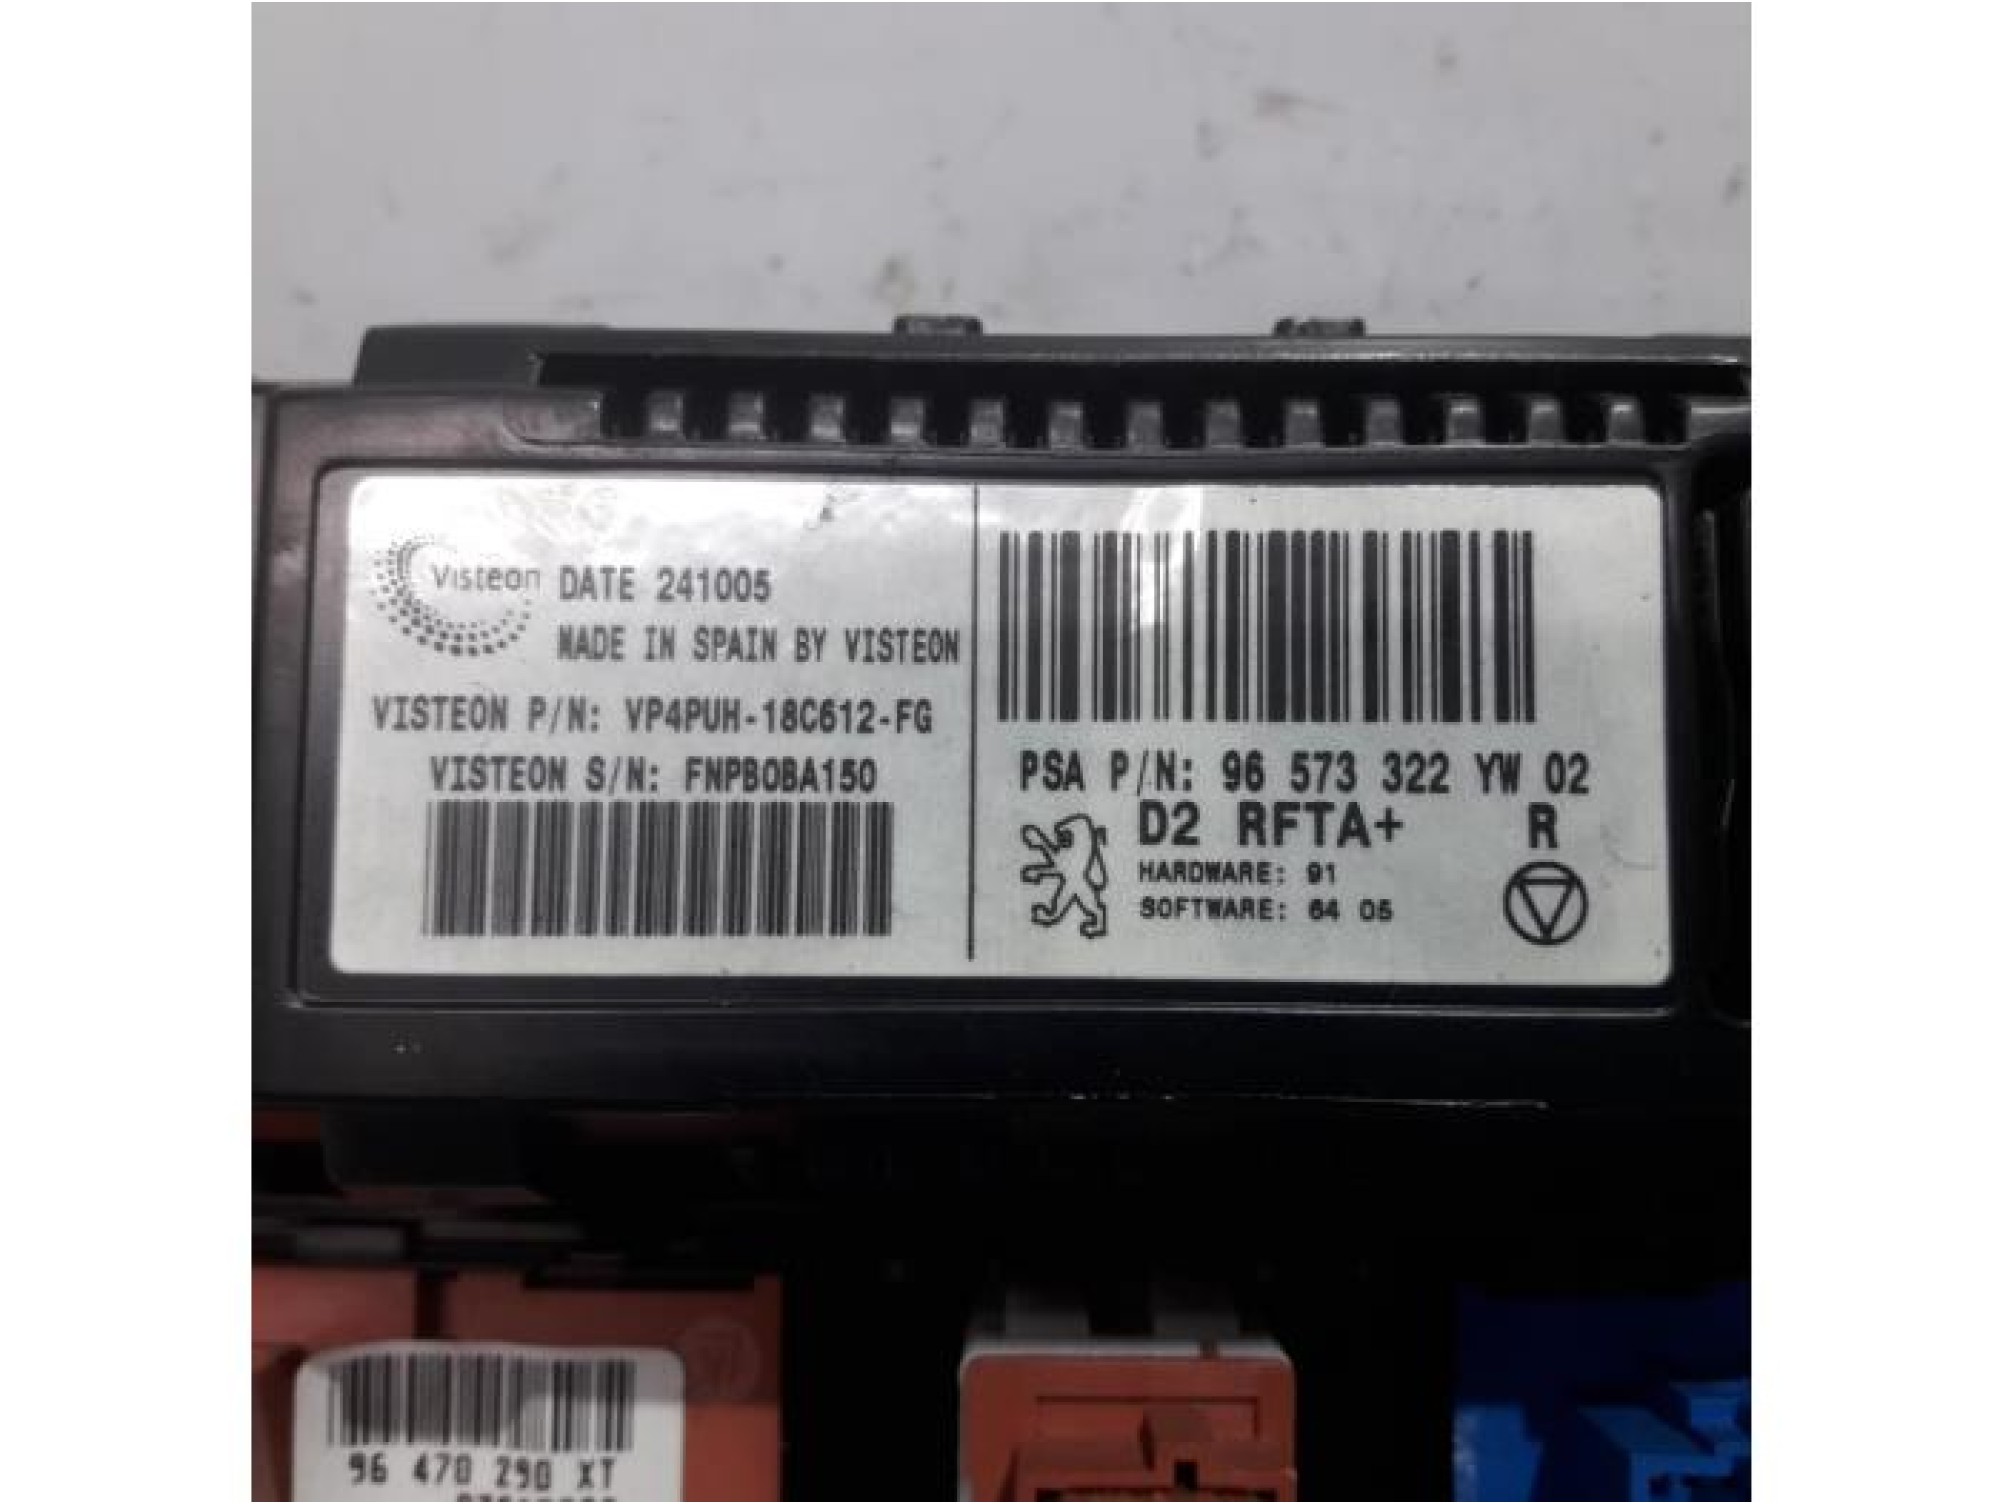 Visteon DATE 241005
MADE IN SPAIN BY VISTEON
VISTEON P/N: VP4PUH-18C612-FG
VISTEON S/N: FNPB0BA150
PSA P/N: 96 573 322 YW 02
D2 RFTA+ R
HARDWARE: 91
SOFTWARE: 64 05
96 470 290 XT